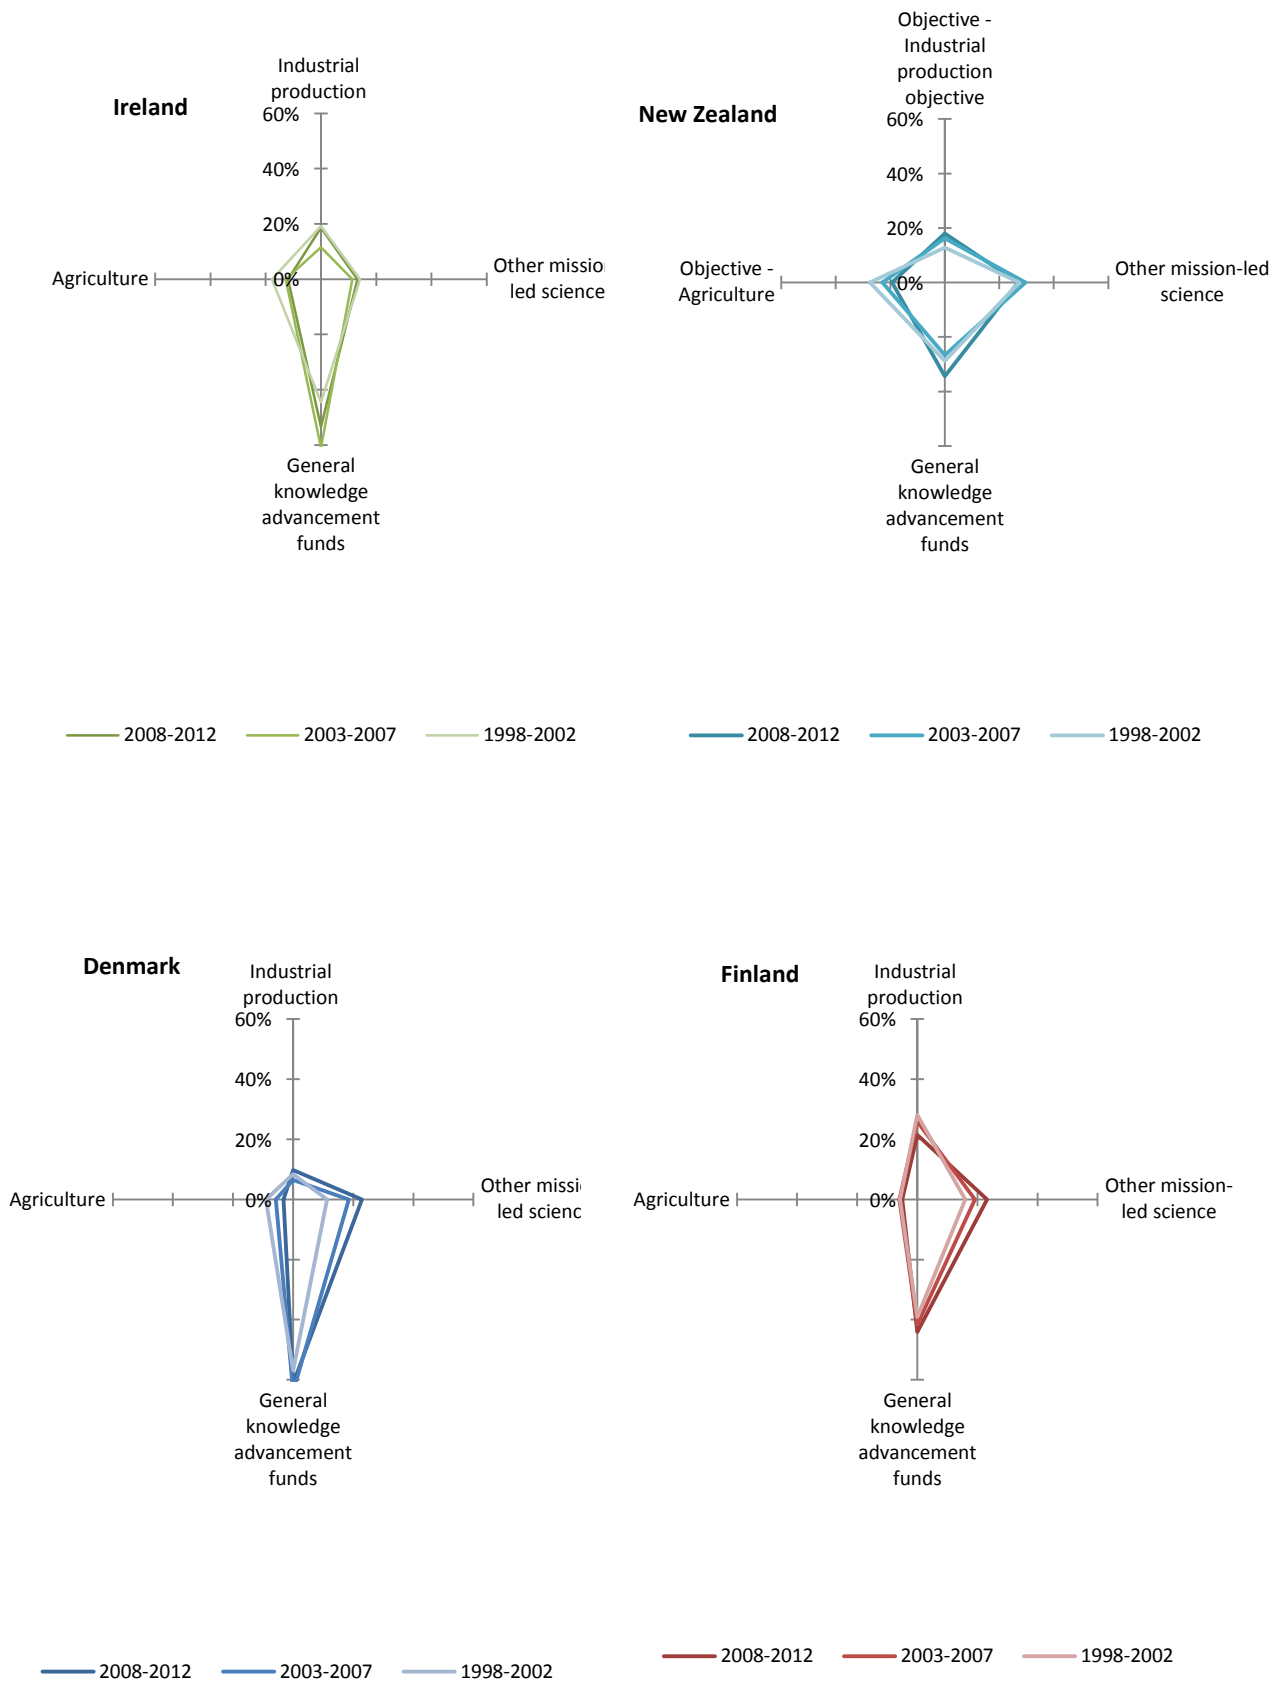 Ireland
Industrial
production
60%
40%
20%
0%
Agriculture
Other missio
led science
General
knowledge
advancement
funds
2008-2012
2003-2007
1998-2002
New Zealand
Objective -
Industrial
production
objective
60%
40%
20%
0%
Objective -
Agriculture
Other mission-led
science
General
knowledge
advancement
funds
2008-2012
2003-2007
1998-2002
Denmark
Industrial
production
60%
40%
20%
0%
Agriculture
Other missi
led scienc
General
knowledge
advancement
funds
2008-2012
2003-2007
1998-2002
Finland
Industrial
production
60%
40%
20%
0%
Agriculture
Other mission-
led science
General
knowledge
advancement
funds
2008-2012
2003-2007
1998-2002